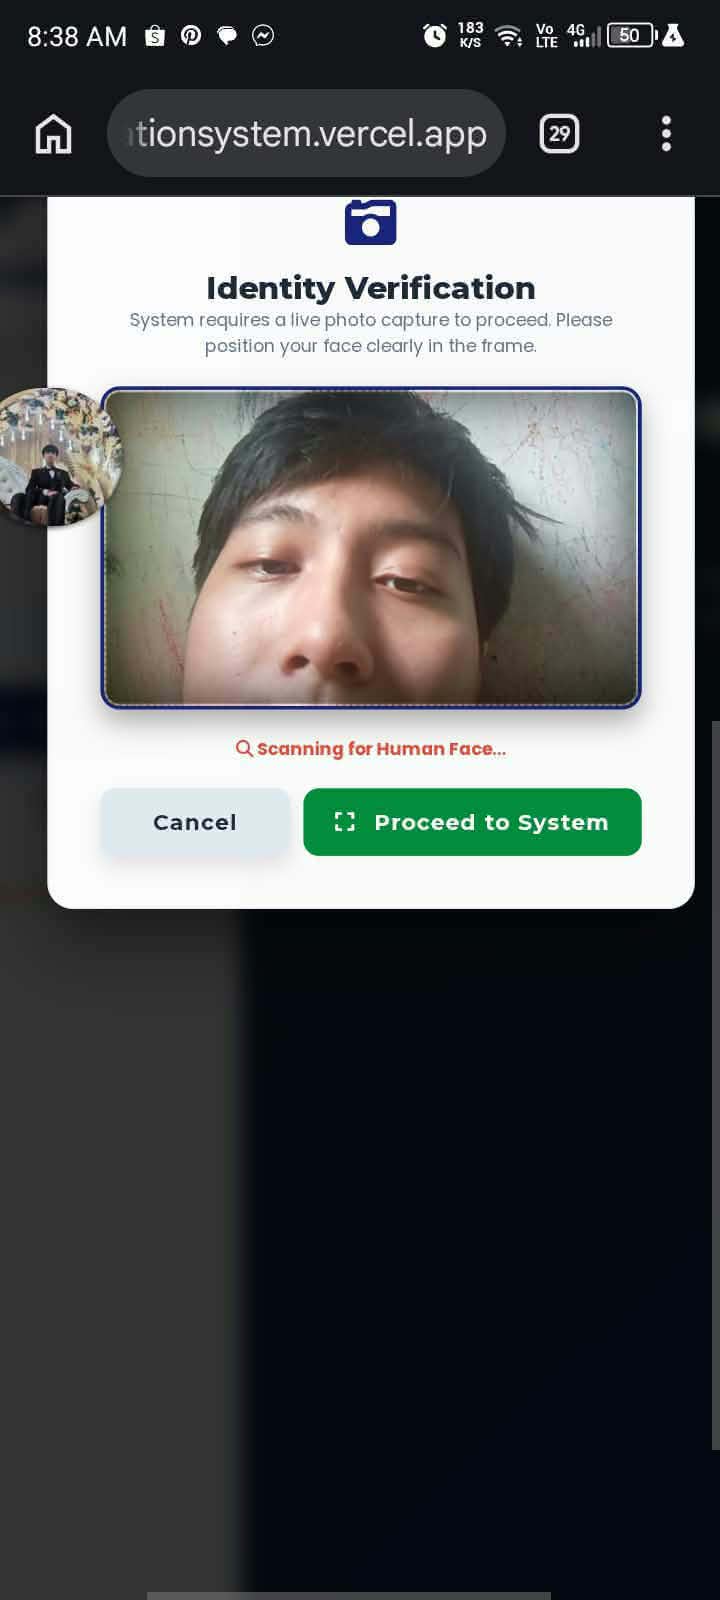 8:38 AM
183
K/S
Vo
LTE
4G
50
tionsystem.vercel.app
29
Identity Verification
System requires a live photo capture to proceed. Please
position your face clearly in the frame.
Scanning for Human Face...
Cancel
Proceed to System